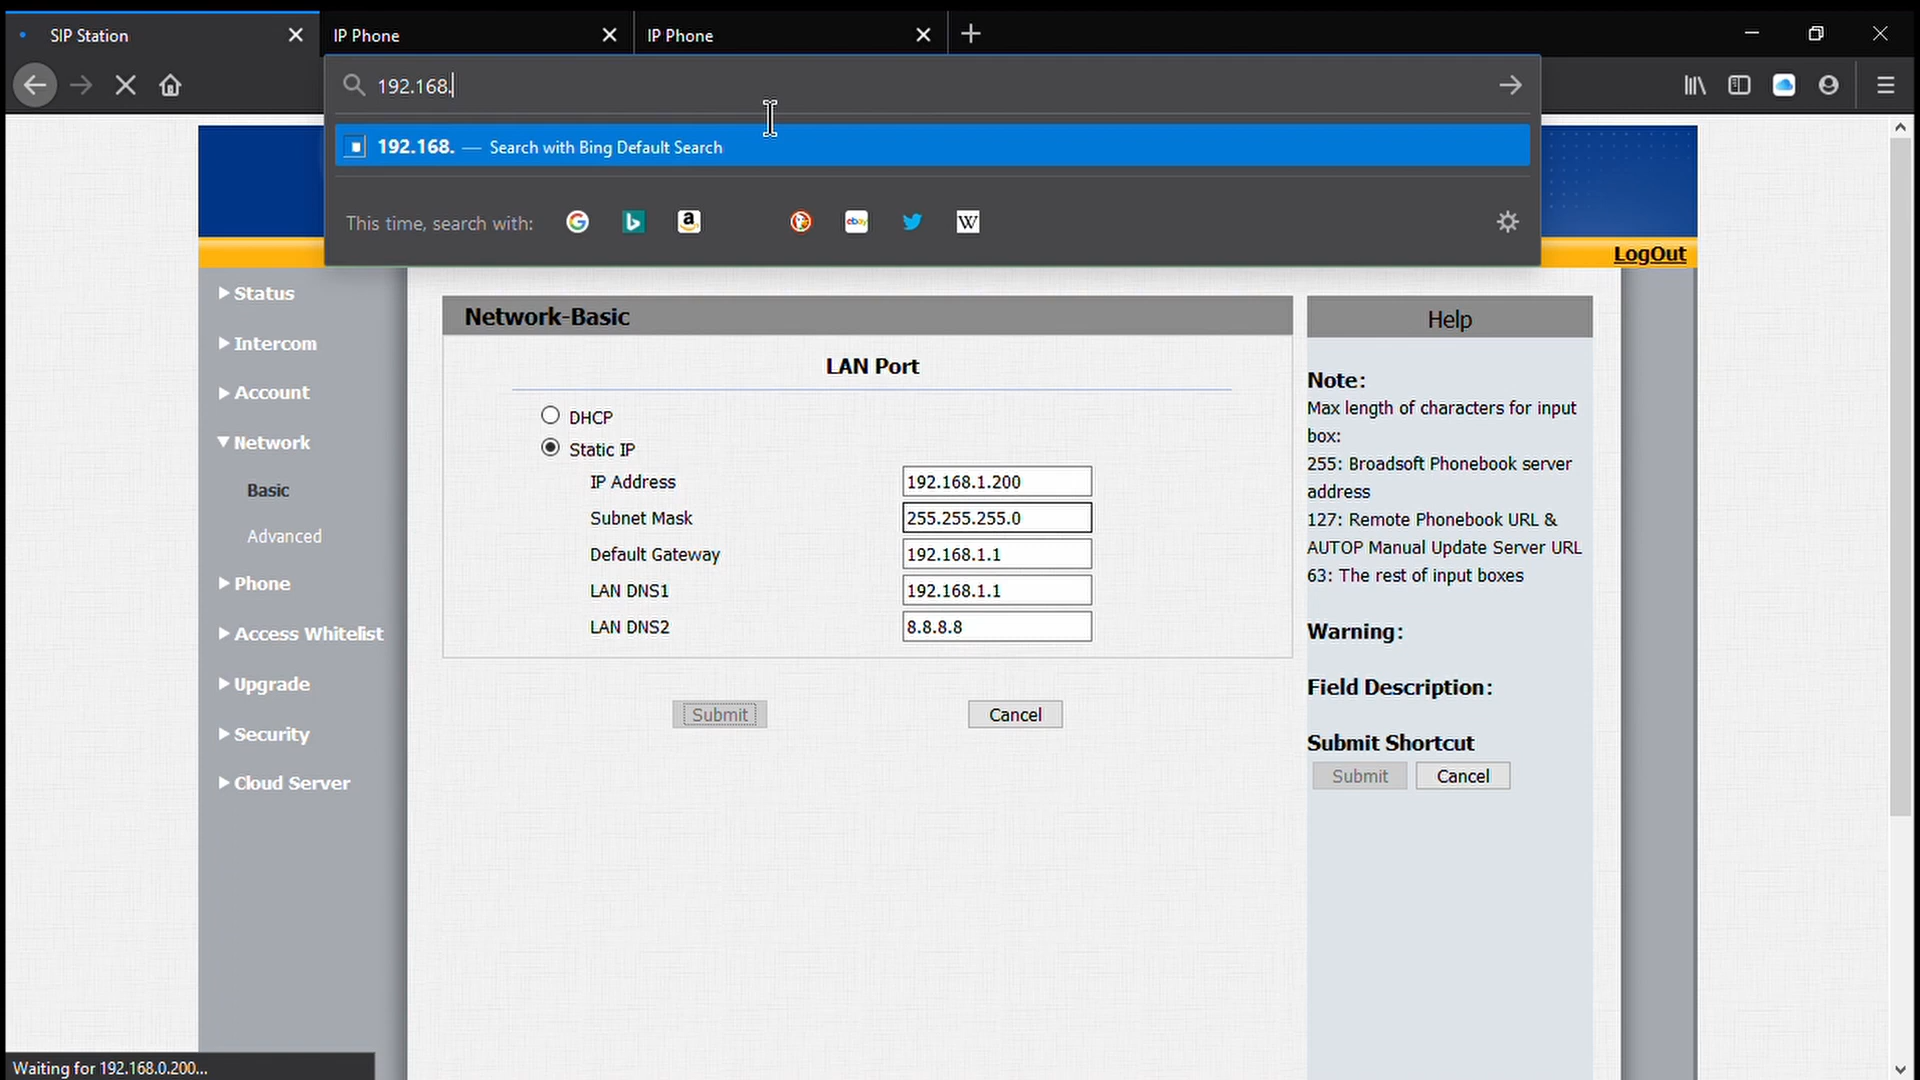 SIP Station
IP Phone
IP Phone
192.168.
192.168. — Search with Bing Default Search
This time, search with:
LogOut
Status
Intercom
Account
Network
Basic
Advanced
Phone
Access Whitelist
Upgrade
Security
Cloud Server
Network-Basic
LAN Port
DHCP
Static IP
IP Address 192.168.1.200
Subnet Mask 255.255.255.0
Default Gateway 192.168.1.1
LAN DNS1 192.168.1.1
LAN DNS2 8.8.8.8
Submit Cancel
Help
Note:
Max length of characters for input
box:
255: Broadsoft Phonebook server
address
127: Remote Phonebook URL &
AUTOP Manual Update Server URL
63: The rest of input boxes
Warning:
Field Description:
Submit Shortcut
Submit Cancel
Waiting for 192.168.0.200...